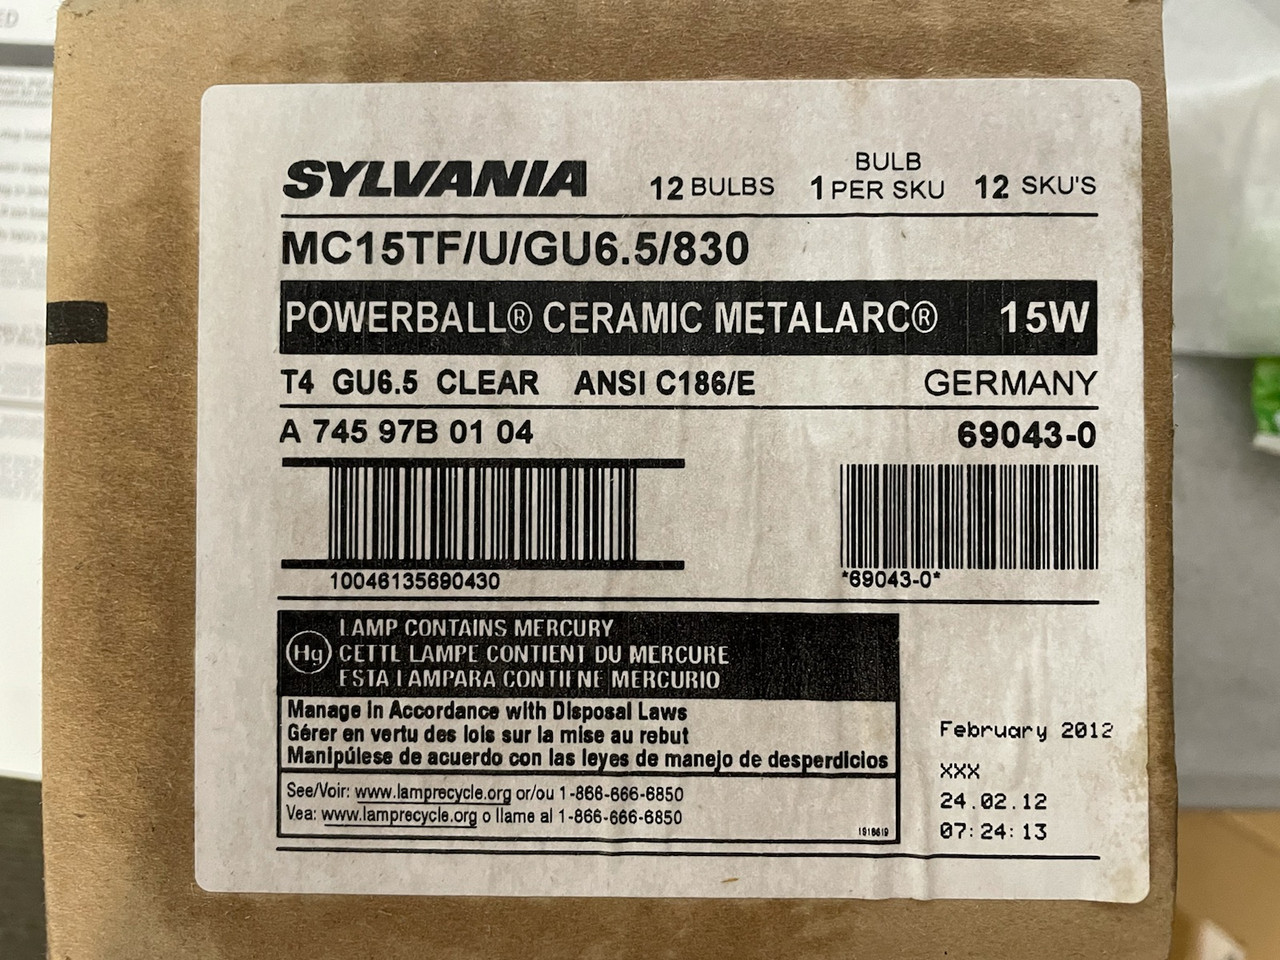 SYLVANIA 12 BULBS BULB 1 PER SKU 12 SKU'S
MC15TF/U/GU6.5/830
POWERBALL® CERAMIC METALARC® 15W
T4 GU6.5 CLEAR ANSI C186/E GERMANY
A 745 97B 01 04 69043-0
10046135690430 *69043-0*
Hg
LAMP CONTAINS MERCURY
CETTE LAMPE CONTIENT DU MERCURE
ESTA LAMPARA CONTIENE MERCURIO
Manage in Accordance with Disposal Laws
Gérer en vertu des lois sur la mise au rebut
Manipúlese de acuerdo con las leyes de manejo de desperdicios
See/Voir: www.lamprecycle.org or/ou 1-866-666-6850
Vea: www.lamprecycle.org o llame al 1-866-666-6850
1916619
February 2012
XXX
24.02.12
07:24:13